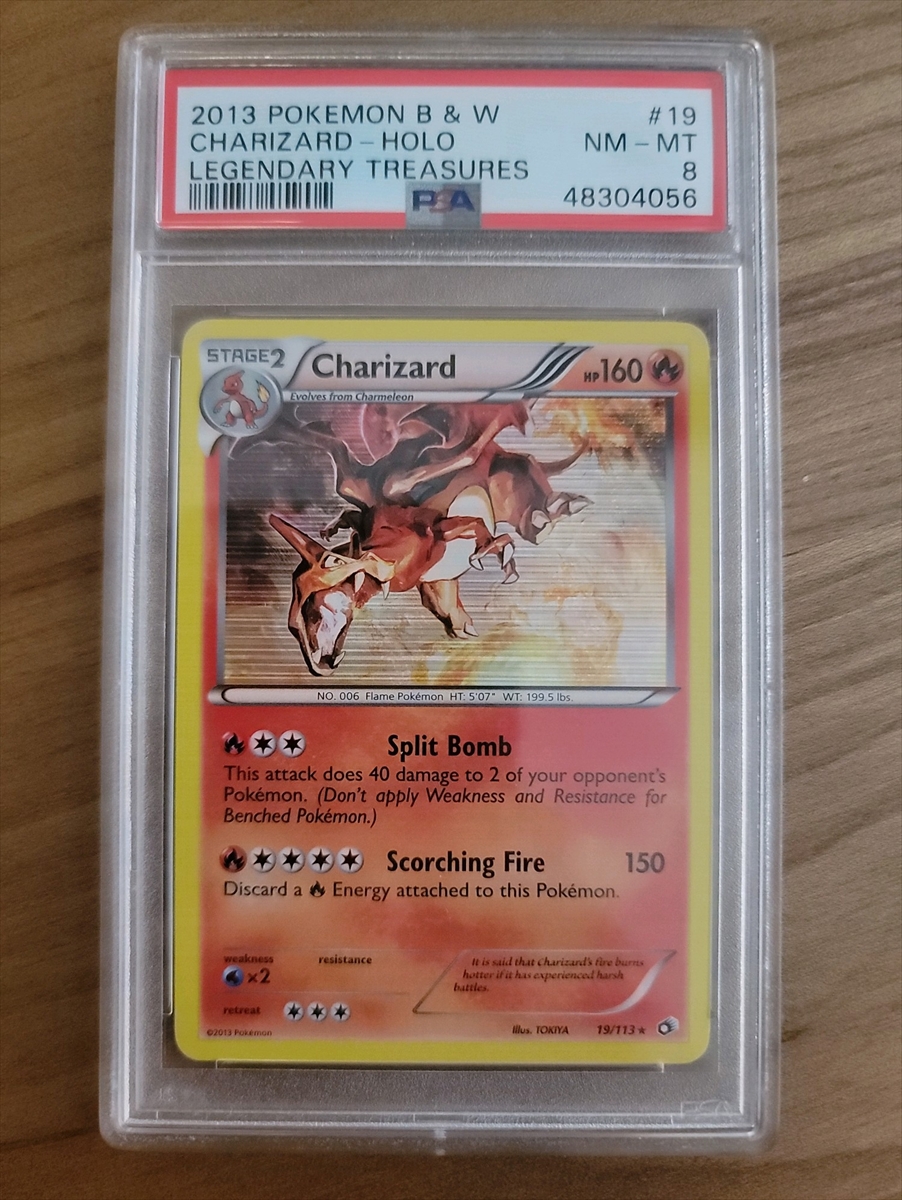 2013 POKEMON B & W #19
CHARIZARD - HOLO NM - MT
LEGENDARY TREASURES 8
PSA 48304056
STAGE2 Charizard HP160
Evolves from Charmeleon
NO. 006 Flame Pokémon HT: 5'07" WT: 199.5 lbs.
Split Bomb
This attack does 40 damage to 2 of your opponent's
Pokémon. (Don't apply Weakness and Resistance for
Benched Pokémon.)
Scorching Fire 150
Discard a Energy attached to this Pokémon.
weakness resistance
×2
It is said that Charizard's fire burns
hotter if it has experienced harsh
battles.
retreat
©2013 Pokémon Illus. TOKIYA 19/113 ★